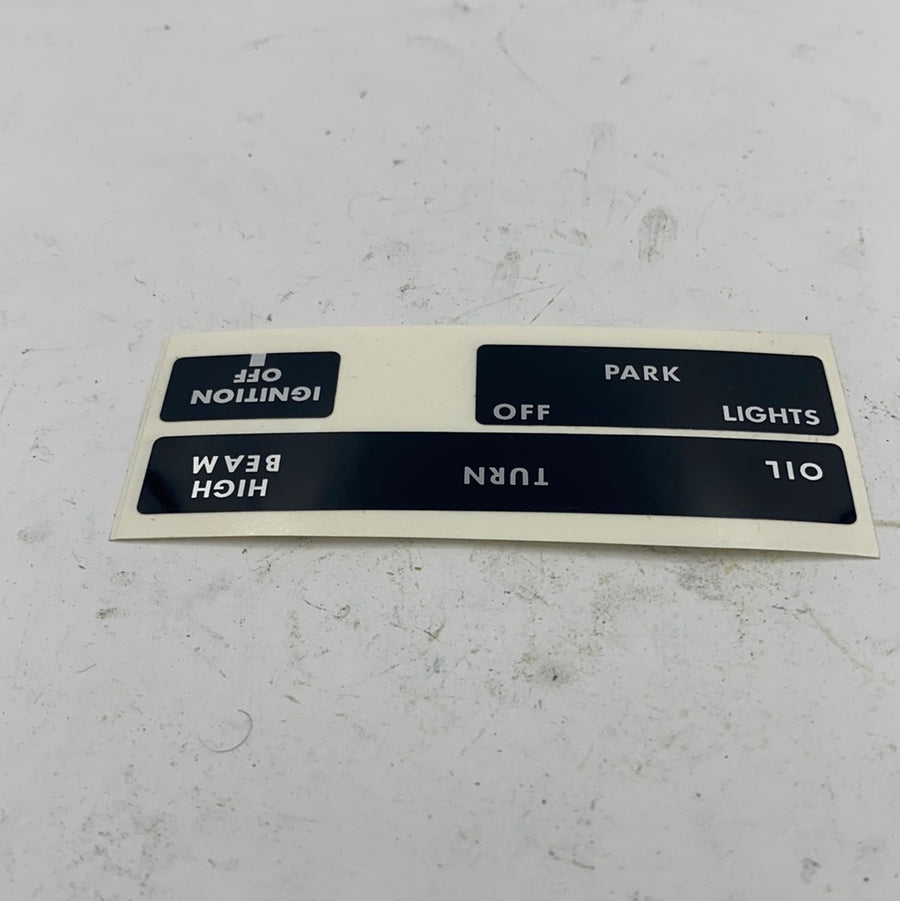 IGNITION
OFF
PARK
OFF LIGHTS
HIGH
BEAM
TURN
OIL